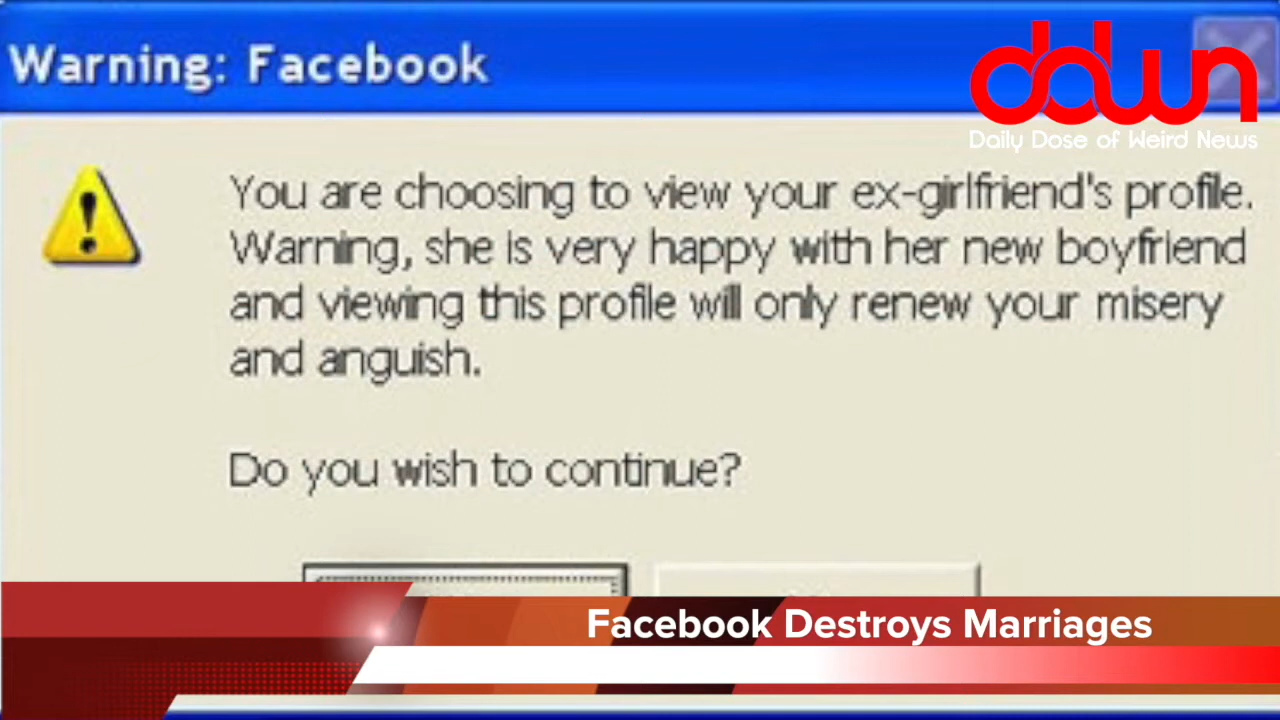 Warning: Facebook
ddwn
Daily Dose of Weird News
You are choosing to view your ex-girlfriend's profile.
Warning, she is very happy with her new boyfriend
and viewing this profile will only renew your misery
and anguish.
Do you wish to continue?
Facebook Destroys Marriages